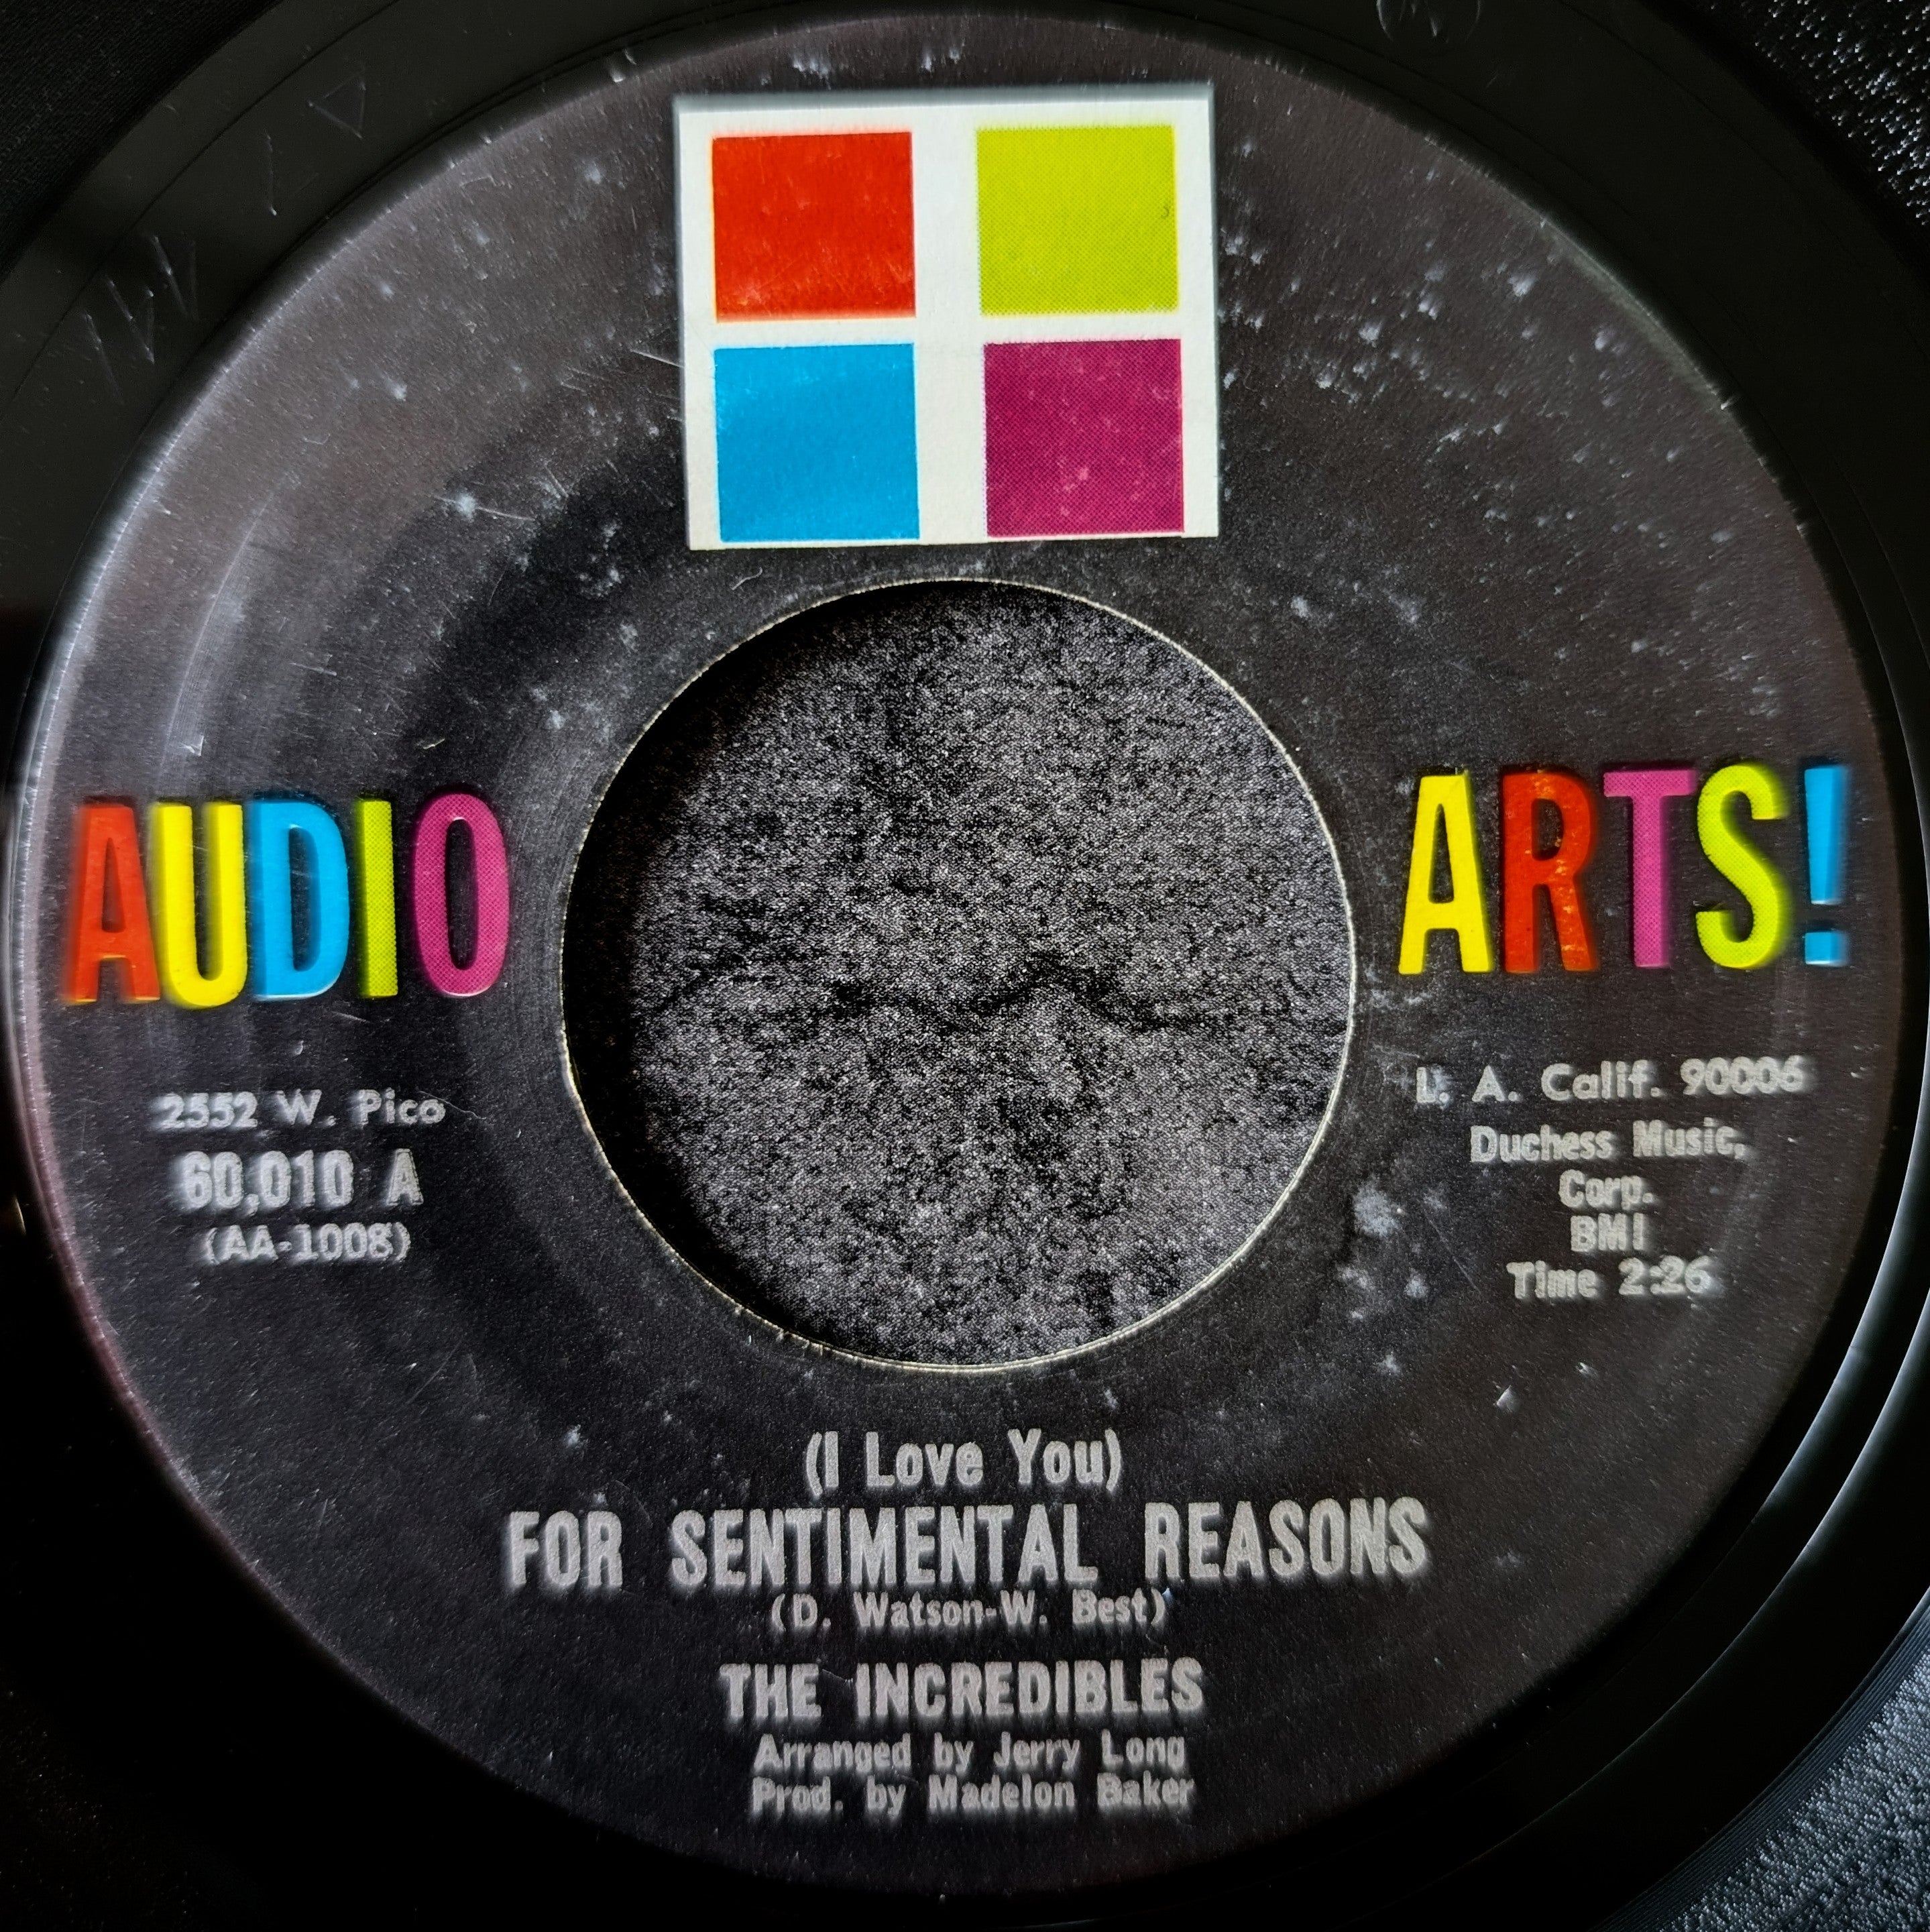 AUDIO ARTS!
2552 W. Pico
60,010 A
(AA-1008)
L. A. Calif. 90006
Duchess Music,
Corp.
BMI
Time 2:26
(I Love You)
FOR SENTIMENTAL REASONS
(D. Watson-W. Best)
THE INCREDIBLES
Arranged by Jerry Long
Prod. by Madelon Baker